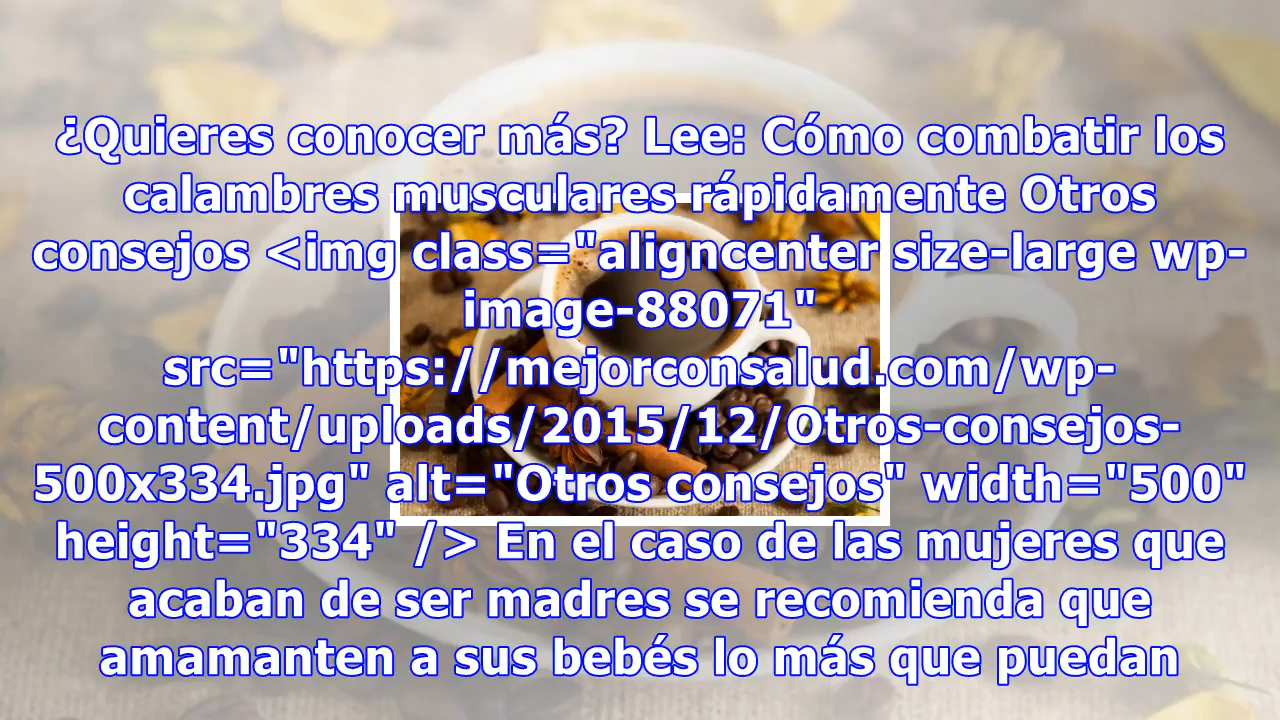 ¿Quieres conocer más? Lee: Cómo combatir los
calambres musculares rápidamente Otros
consejos <img class="aligncenter size-large wp-
image-88071"
src="https://mejorconsalud.com/wp-
content/uploads/2015/12/Otros-consejos-
500x334.jpg" alt="Otros consejos" width="500"
height="334" /> En el caso de las mujeres que
acaban de ser madres se recomienda que
amamanten a sus bebés lo más que puedan